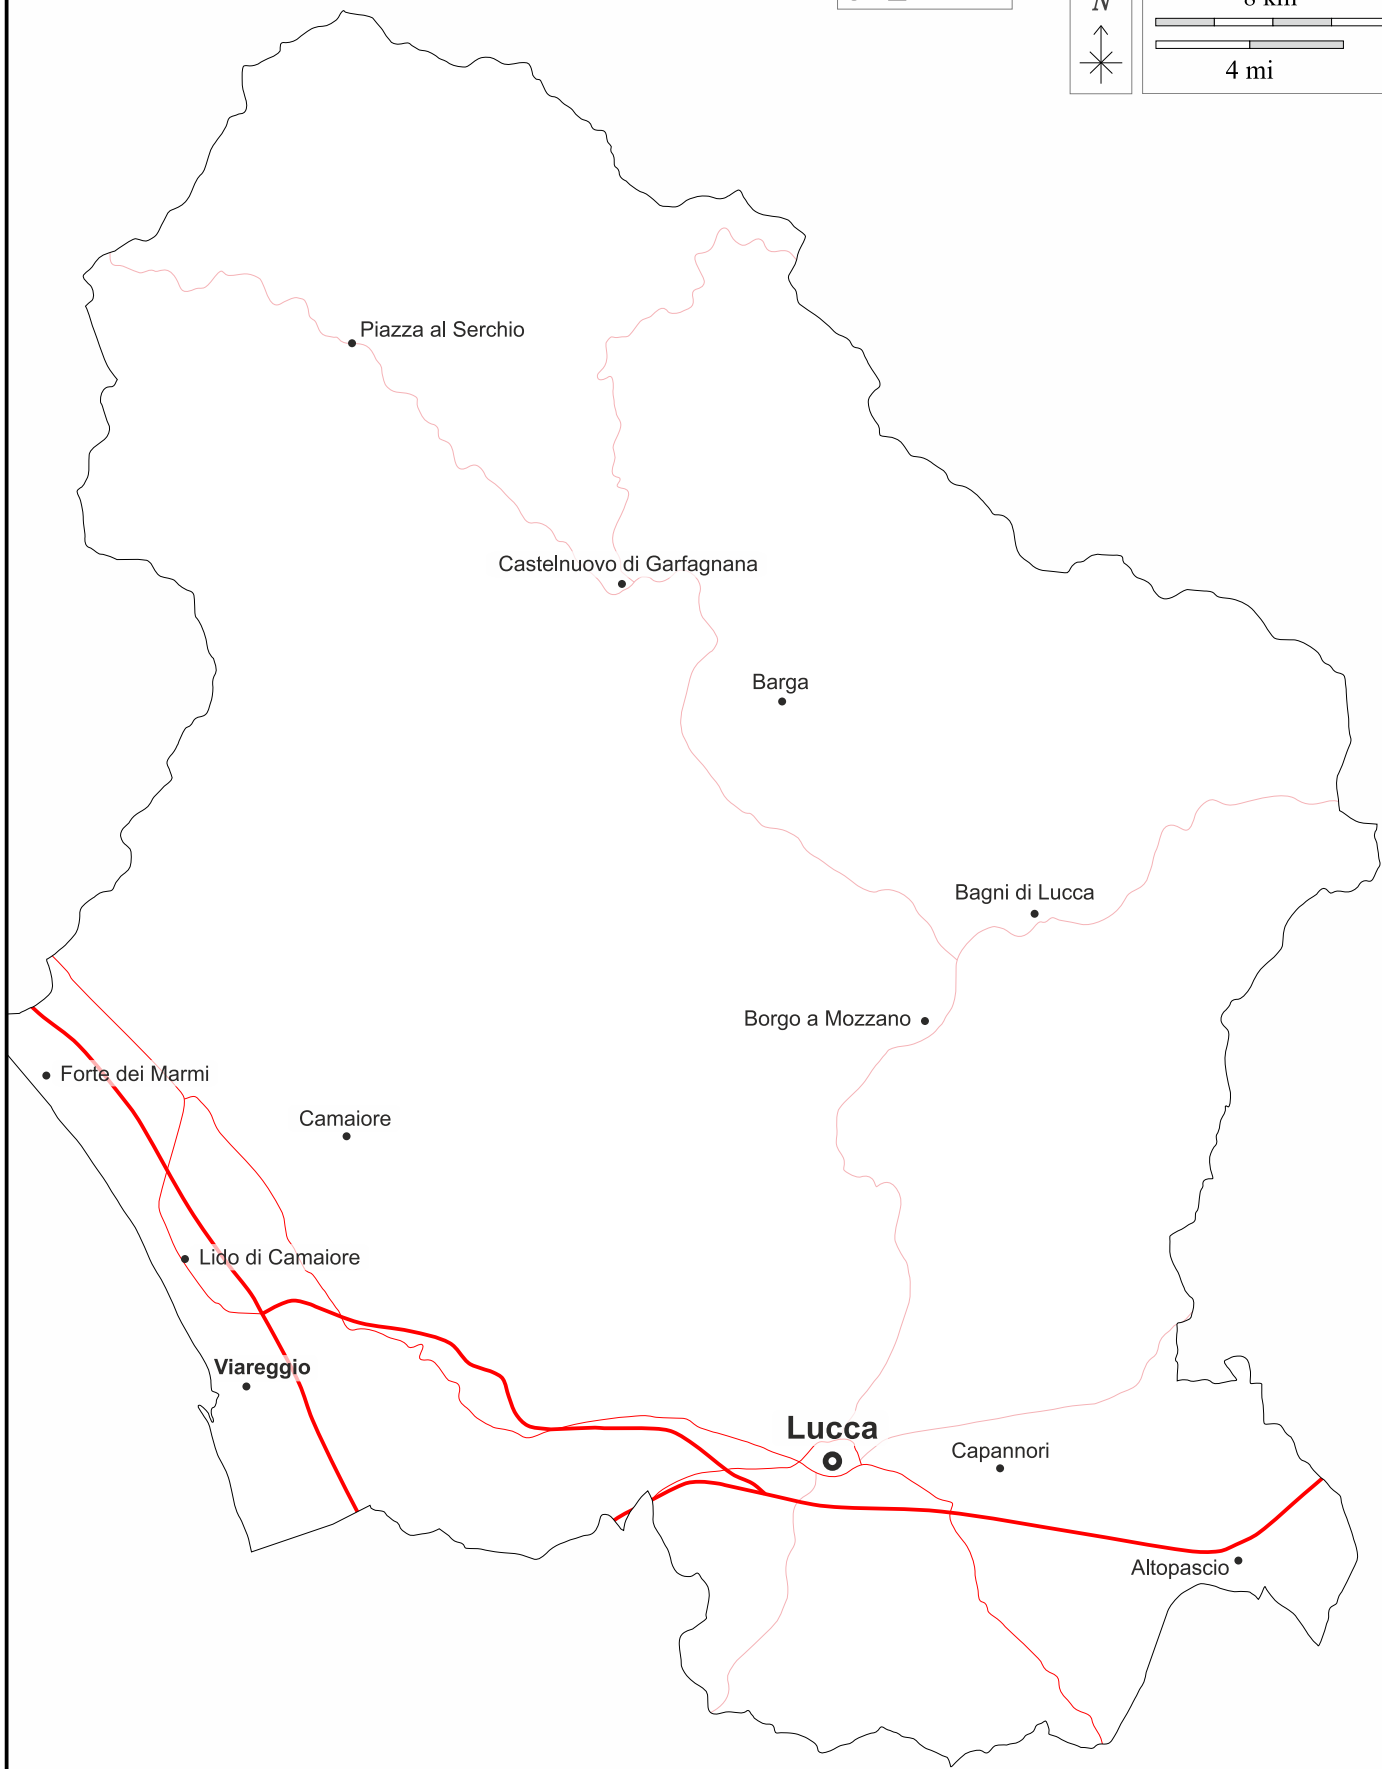 N
4 mi
Piazza al Serchio
Castelnuovo di Garfagnana
Barga
Bagni di Lucca
Borgo a Mozzano
Forte dei Marmi
Camaiore
Lido di Camaiore
Viareggio
Lucca
Capannori
Altopascio